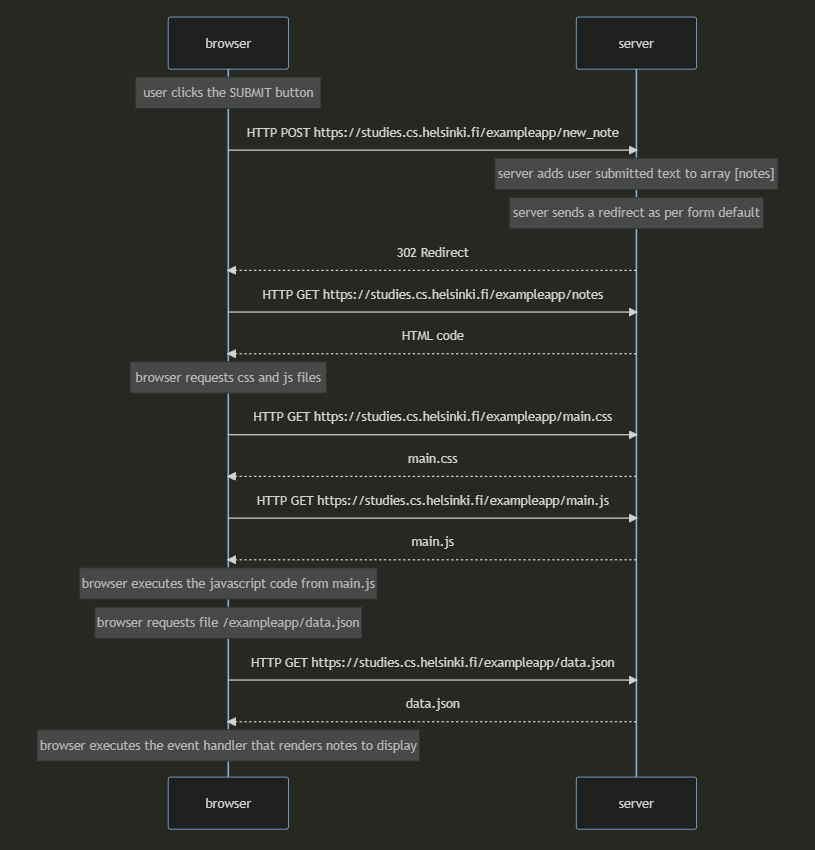 browser server
user clicks the SUBMIT button
HTTP POST https://studies.cs.helsinki.fi/exampleapp/new_note
server adds user submitted text to array [notes]
server sends a redirect as per form default
302 Redirect
HTTP GET https://studies.cs.helsinki.fi/exampleapp/notes
HTML code
browser requests css and js files
HTTP GET https://studies.cs.helsinki.fi/exampleapp/main.css
main.css
HTTP GET https://studies.cs.helsinki.fi/exampleapp/main.js
main.js
browser executes the javascript code from main.js
browser requests file /exampleapp/data.json
HTTP GET https://studies.cs.helsinki.fi/exampleapp/data.json
data.json
browser executes the event handler that renders notes to display
browser server